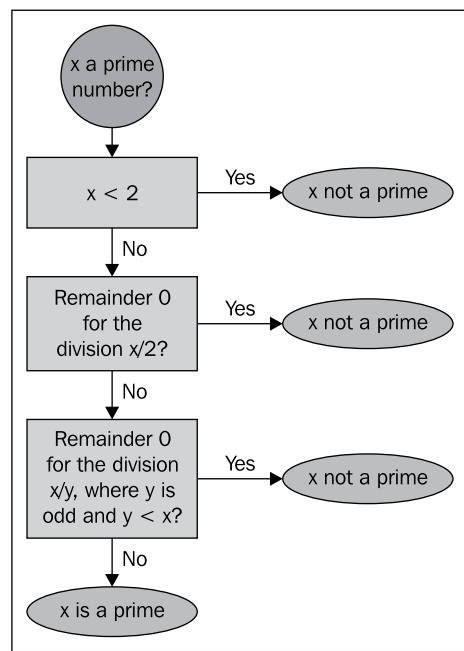 x a prime
number?
x < 2
Yes
x not a prime
No
Remainder 0
for the
division x/2?
Yes
x not a prime
No
Remainder 0
for the division
x/y, where y is
odd and y < x?
Yes
x not a prime
No
x is a prime